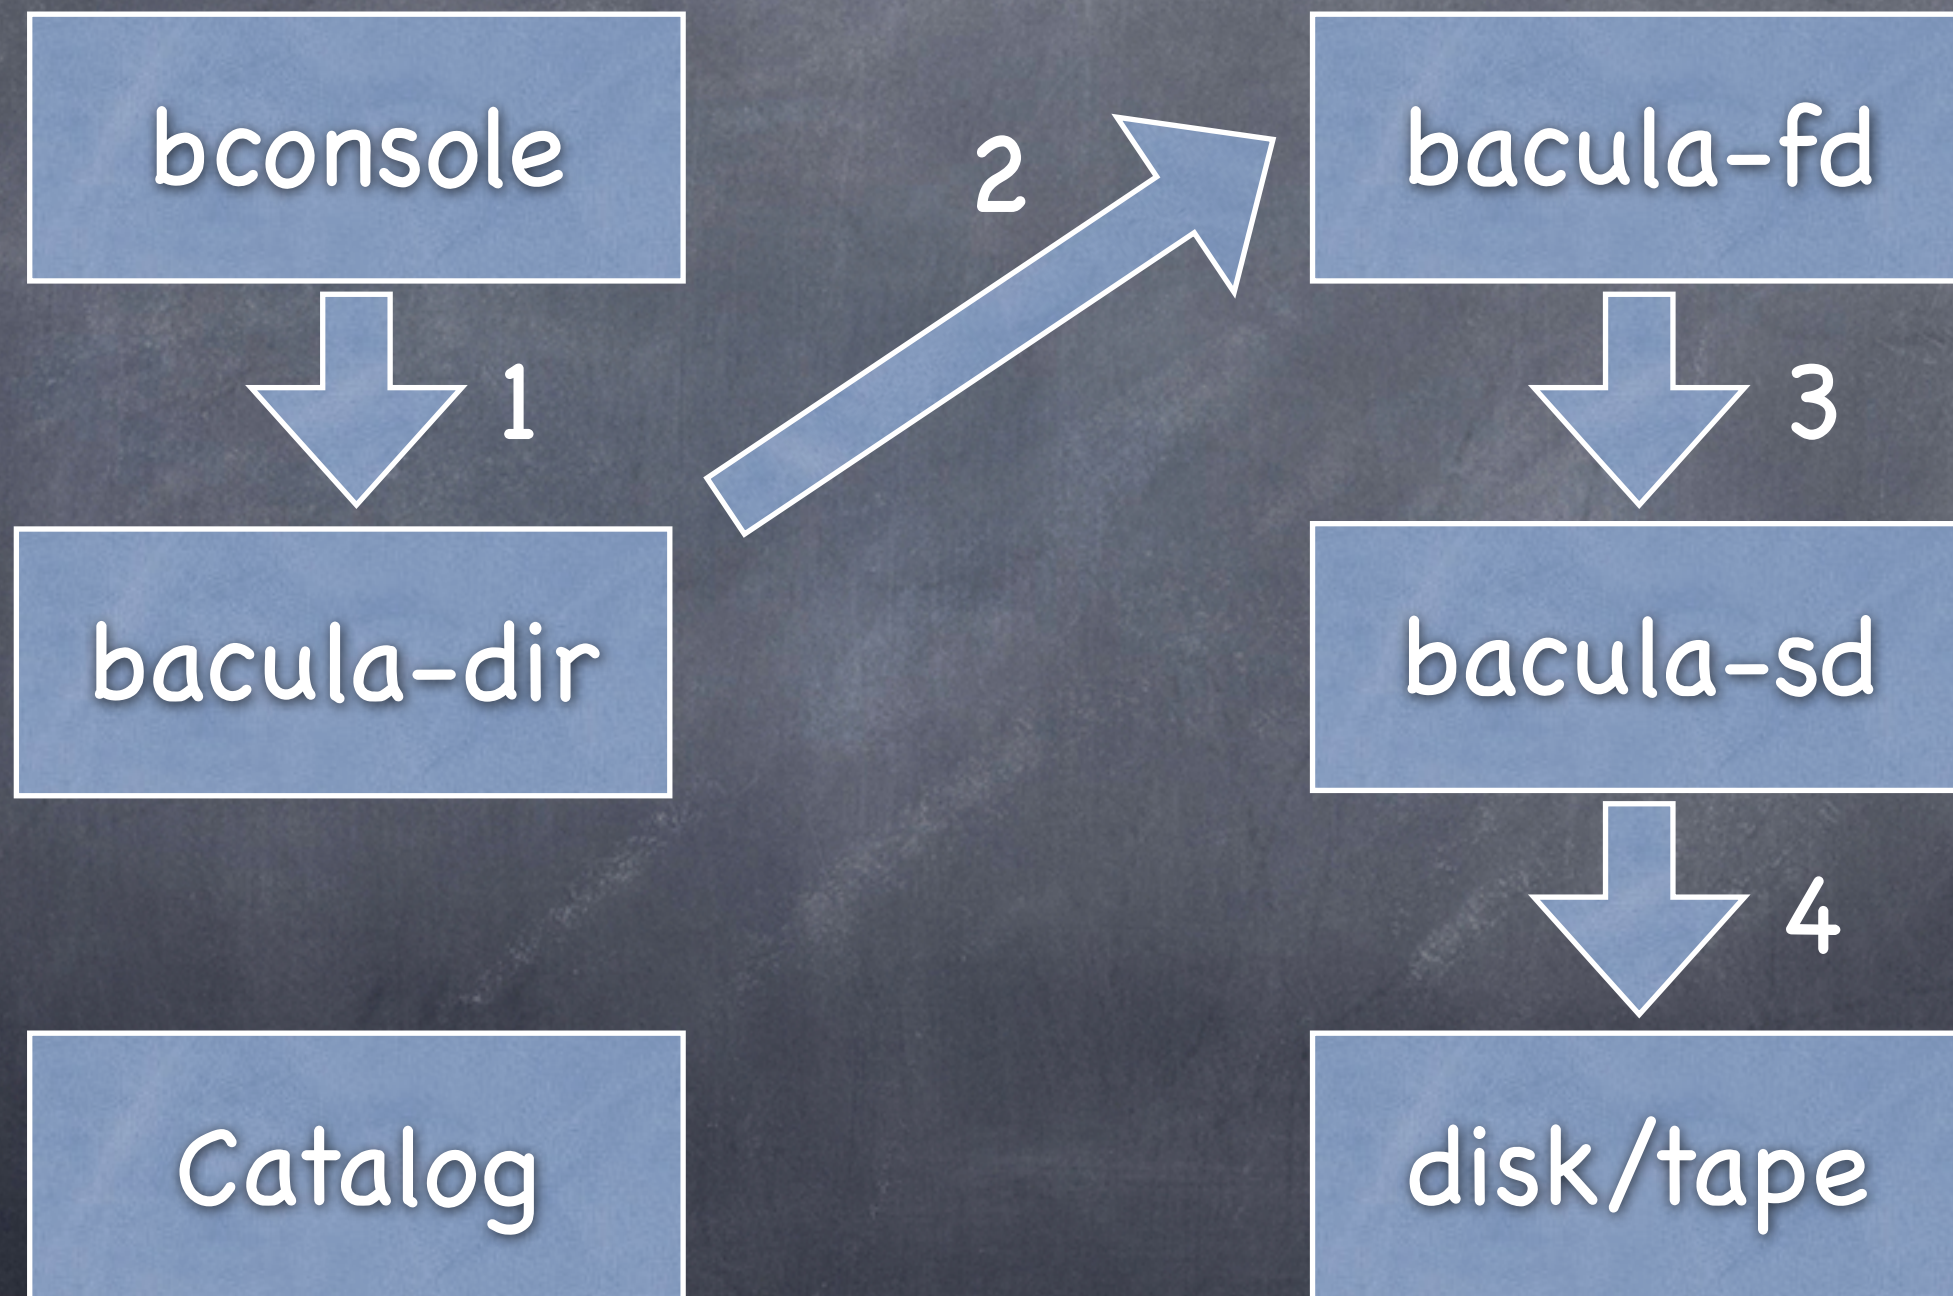 bconsole
2
bacula-fd
1
3
bacula-dir
bacula-sd
4
Catalog
disk/tape